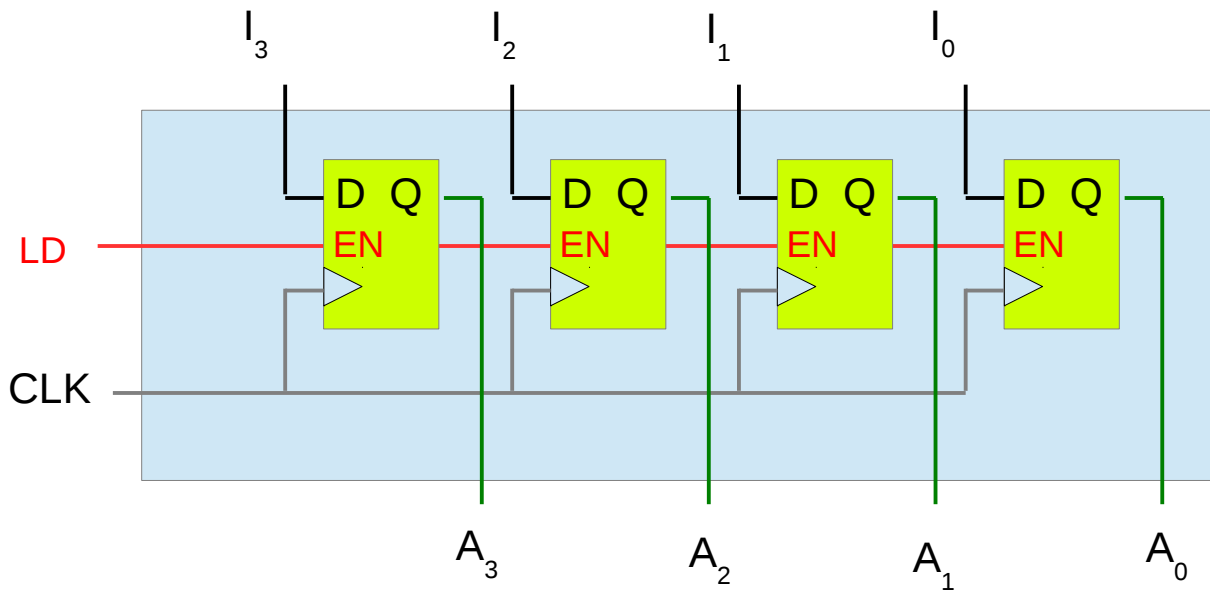 I3 I2 I1 I0
D Q D Q D Q D Q
LD EN EN EN EN
CLK
A3 A2 A1 A0